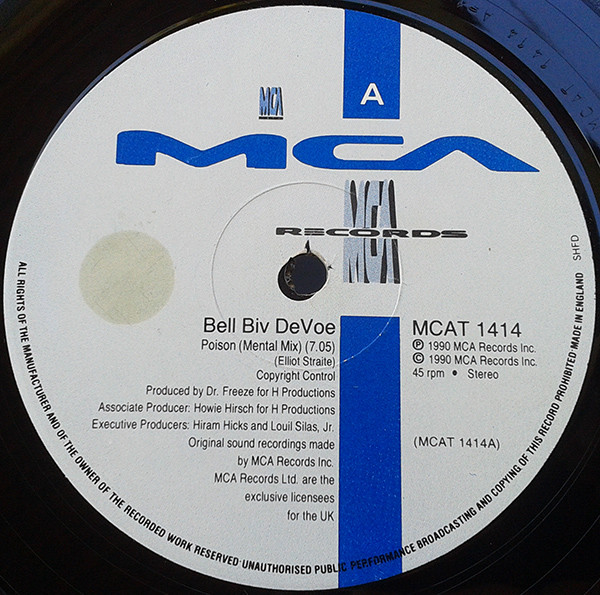 A
MCA
MCA
MCA
RECORDS
Bell Biv DeVoe
Poison (Mental Mix) (7.05)
(Elliot Straite)
Copyright Control
Produced by Dr. Freeze for H Productions
Associate Producer: Howie Hirsch for H Productions
Executive Producers: Hiram Hicks and Louil Silas, Jr.
Original sound recordings made
by MCA Records Inc.
MCA Records Ltd. are the
exclusive licensees
for the UK
MCAT 1414
Ⓟ 1990 MCA Records Inc.
© 1990 MCA Records Inc.
45 rpm • Stereo
(MCAT 1414A)
SHFD
ALL RIGHTS OF THE MANUFACTURER AND OF THE OWNER OF THE RECORDED WORK RESERVED·UNAUTHORISED PUBLIC PERFORMANCE BROADCASTING AND COPYING OF THIS RECORD PROHIBITED·MADE IN ENGLAND
MCAT 1414